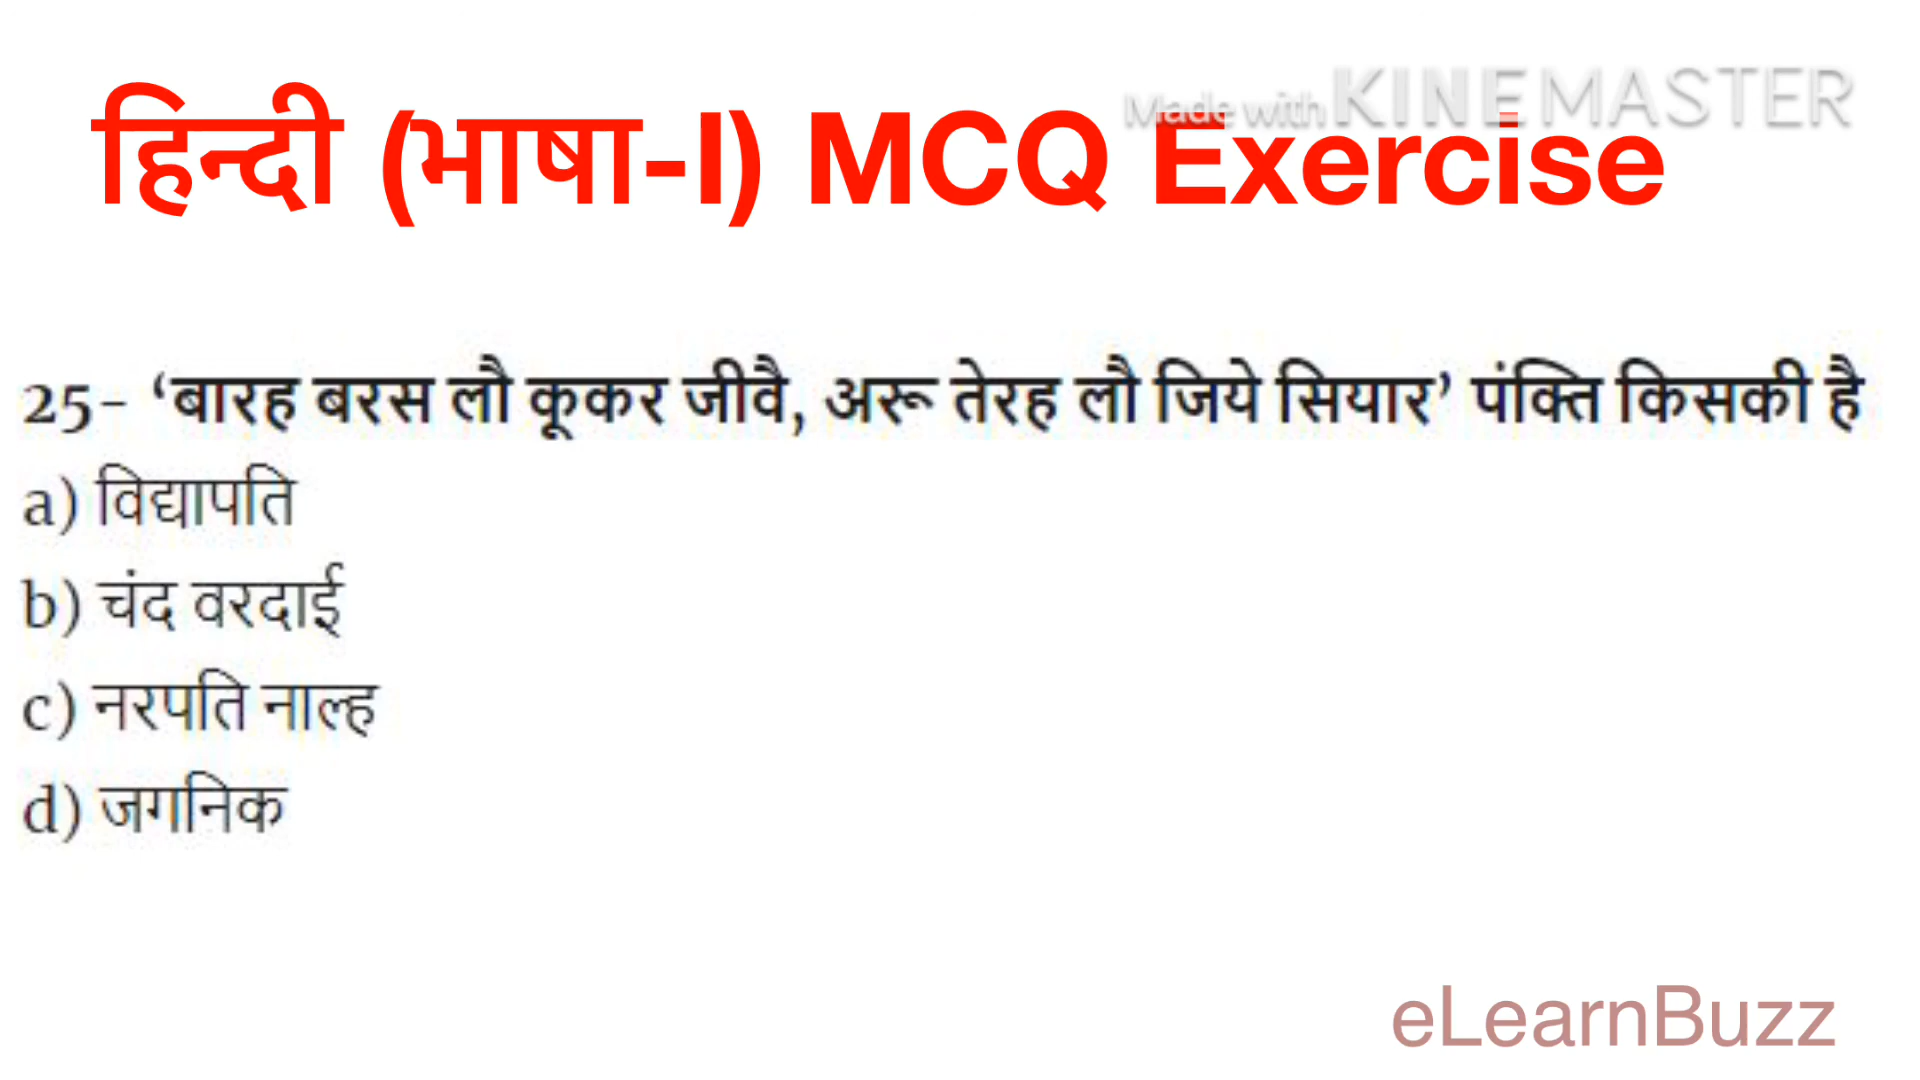 Made with KINEMASTER
हिन्दी (भाषा-I) MCQ Exercise
25- ‘बारह बरस लौ कूकर जीवै, अरू तेरह लौ जिये सियार’ पंक्ति किसकी है
a) विद्यापति
b) चंद वरदाई
c) नरपति नाल्ह
d) जगनिक
eLearnBuzz